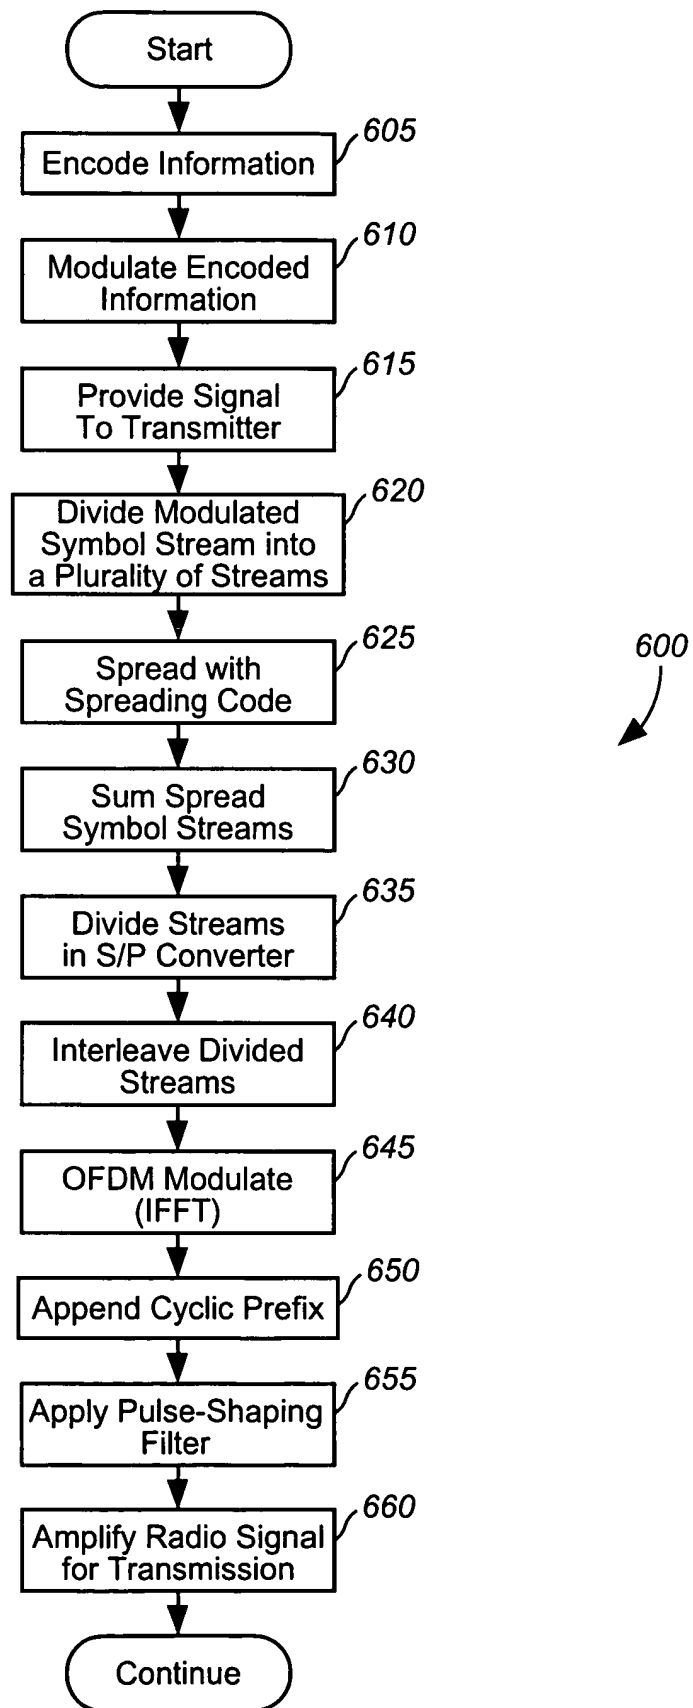 Start
605
Encode Information
610
Modulate Encoded
Information
615
Provide Signal
To Transmitter
620
Divide Modulated
Symbol Stream into
a Plurality of Streams
625
Spread with
Spreading Code
600
630
Sum Spread
Symbol Streams
635
Divide Streams
in S/P Converter
640
Interleave Divided
Streams
645
OFDM Modulate
(IFFT)
650
Append Cyclic Prefix
655
Apply Pulse-Shaping
Filter
660
Amplify Radio Signal
for Transmission
Continue